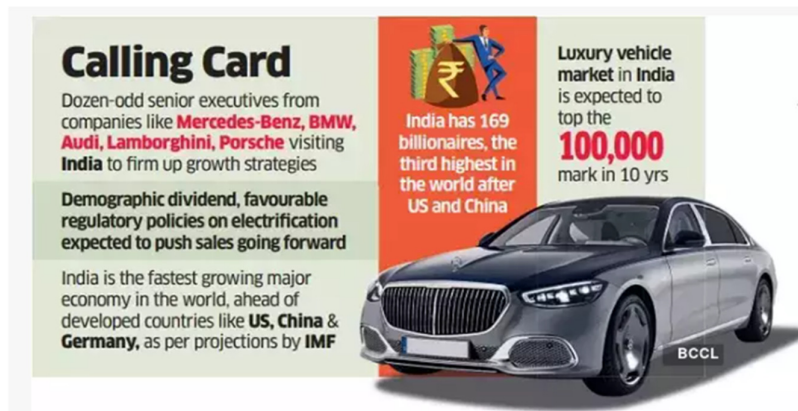 Calling Card
Dozen-odd senior executives from
companies like Mercedes-Benz, BMW,
Audi, Lamborghini, Porsche visiting
India to firm up growth strategies
Demographic dividend, favourable
regulatory policies on electrification
expected to push sales going forward
India is the fastest growing major
economy in the world, ahead of
developed countries like US, China &
Germany, as per projections by IMF
₹
India has 169
billionaires, the
third highest in
the world after
US and China
Luxury vehicle
market in India
is expected to
top the
100,000
mark in 10 yrs
BCCL